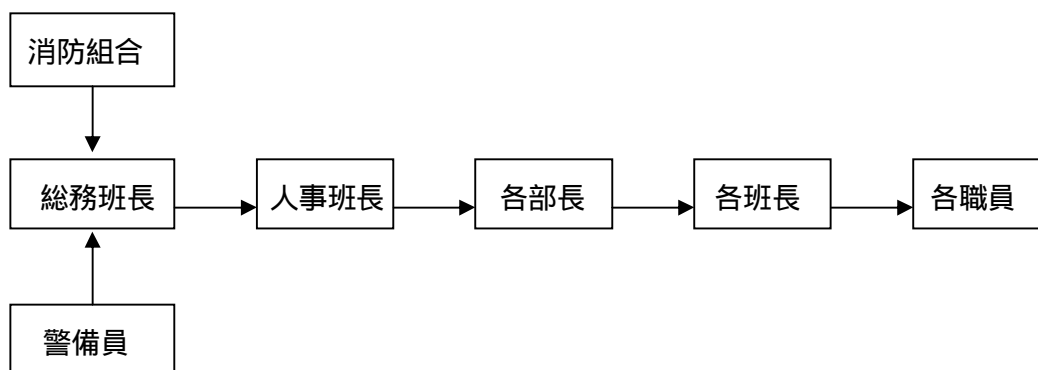 消防組合
総務班長
人事班長
各部長
各班長
各職員
警備員